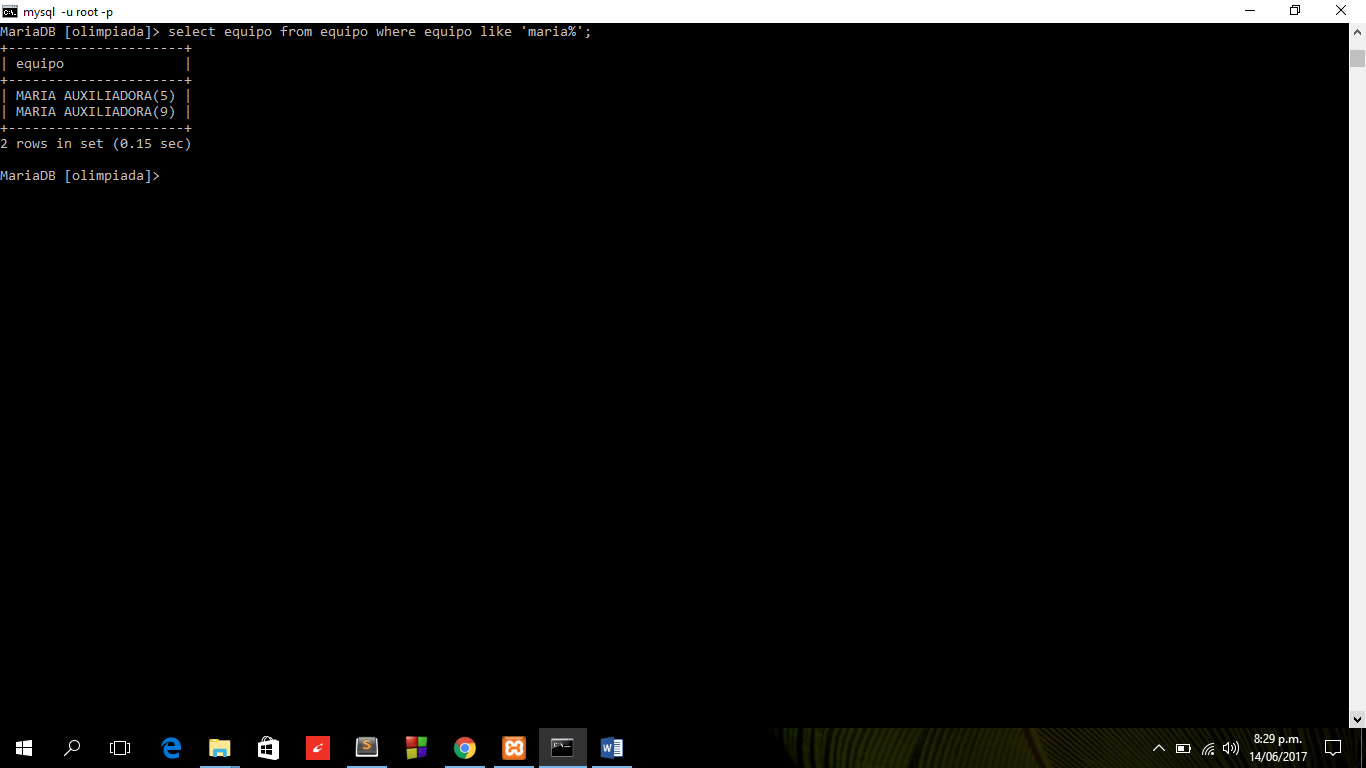 mysql  -u root -p
MariaDB [olimpiada]> select equipo from equipo where equipo like 'maria%';
+----------------------+
| equipo               |
+----------------------+
| MARIA AUXILIADORA(5) |
| MARIA AUXILIADORA(9) |
+----------------------+
2 rows in set (0.15 sec)
MariaDB [olimpiada]>
8:29 p.m.
14/06/2017